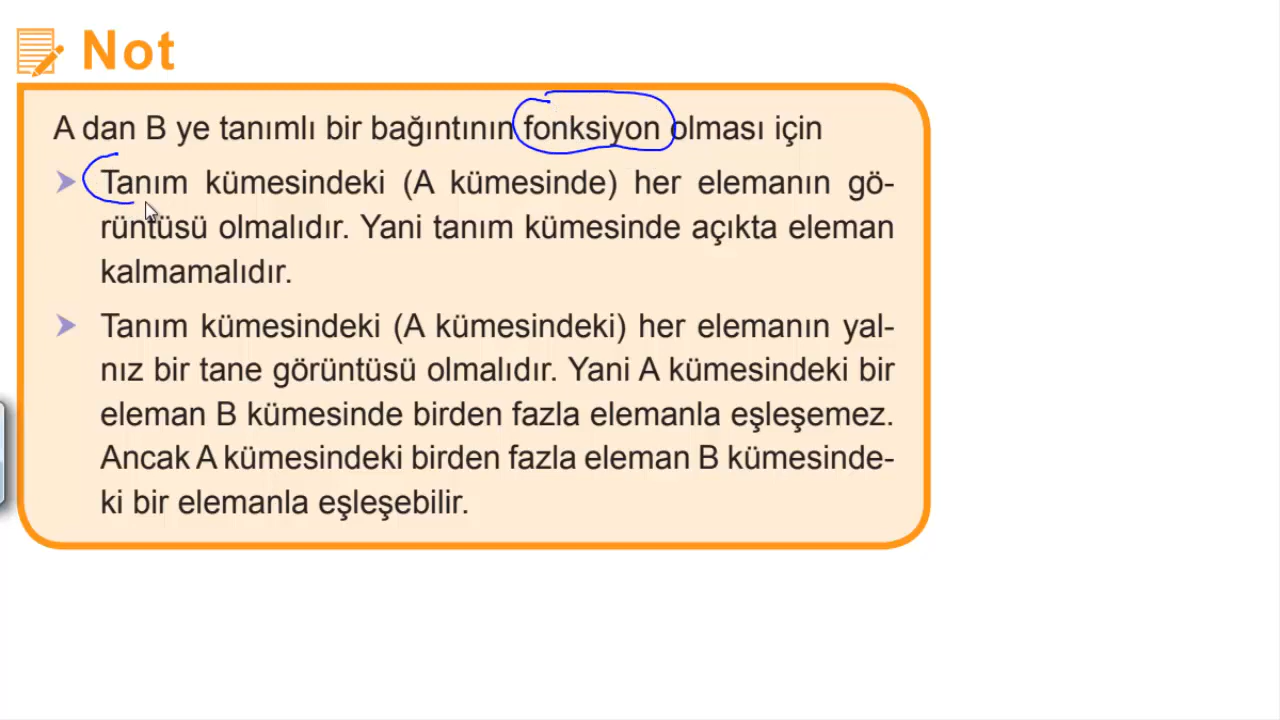 Not
A dan B ye tanımlı bir bağıntının fonksiyon olması için
Tanım kümesindeki (A kümesinde) her elemanın gö-
rüntüsü olmalıdır. Yani tanım kümesinde açıkta eleman
kalmamalıdır.
Tanım kümesindeki (A kümesindeki) her elemanın yal-
nız bir tane görüntüsü olmalıdır. Yani A kümesindeki bir
eleman B kümesinde birden fazla elemanla eşleşemez.
Ancak A kümesindeki birden fazla eleman B kümesinde-
ki bir elemanla eşleşebilir.